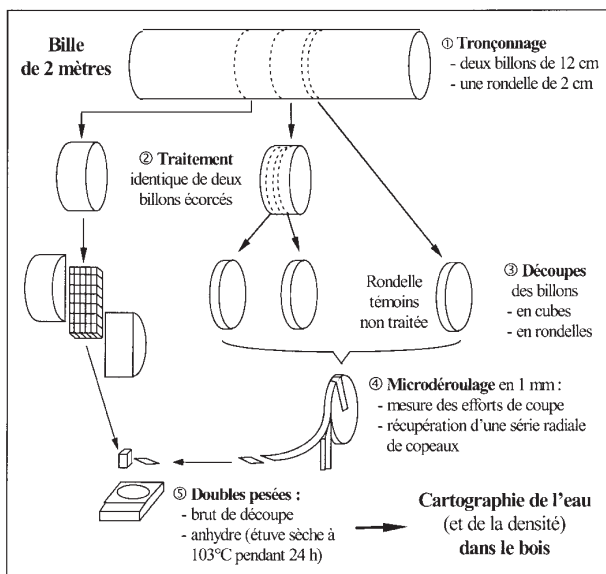 Bille
de 2 mètres
① Tronçonnage
- deux billons de 12 cm
- une rondelle de 2 cm
② Traitement
identique de deux
billons écorcés
Rondelle
témoins
non traitée
③ Découpes
des billons
- en cubes
- en rondelles
④ Microdéroulage en 1 mm :
- mesure des efforts de coupe
- récupération d'une série radiale
de copeaux
⑤ Doubles pesées :
- brut de découpe
- anhydre (étuve sèche à
103°C pendant 24 h)
Cartographie de l'eau
(et de la densité)
dans le bois